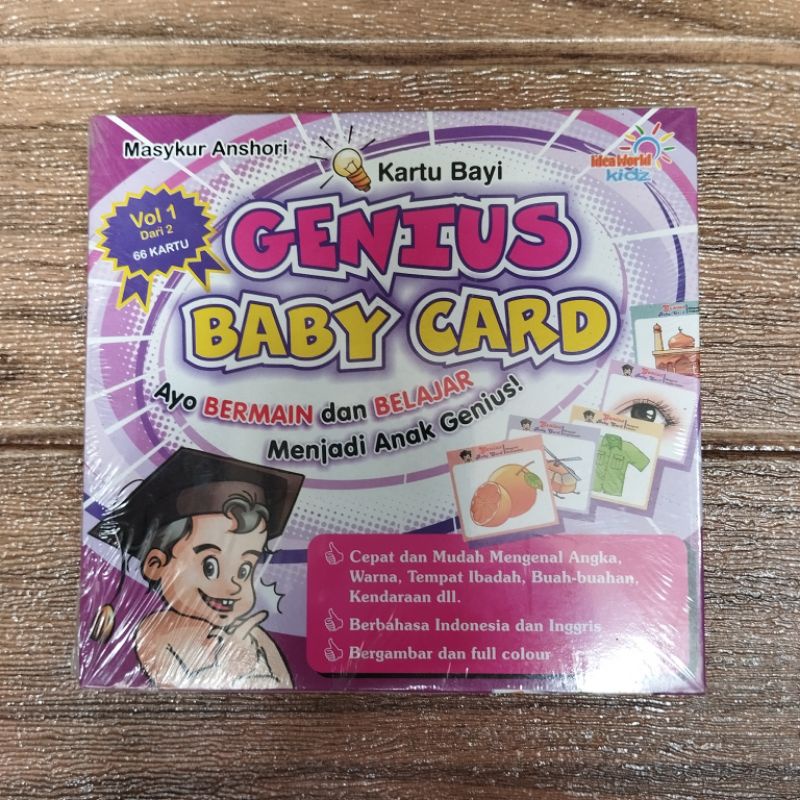 Masykur Anshori
Kartu Bayi
Idea World
kidz
Vol 1
Dari 2
66 KARTU
GENIUS
BABY CARD
Ayo BERMAIN dan BELAJAR
Menjadi Anak Genius!
Cepat dan Mudah Mengenal Angka,
Warna, Tempat Ibadah, Buah-buahan,
Kendaraan dll.
Berbahasa Indonesia dan Inggris
Bergambar dan full colour